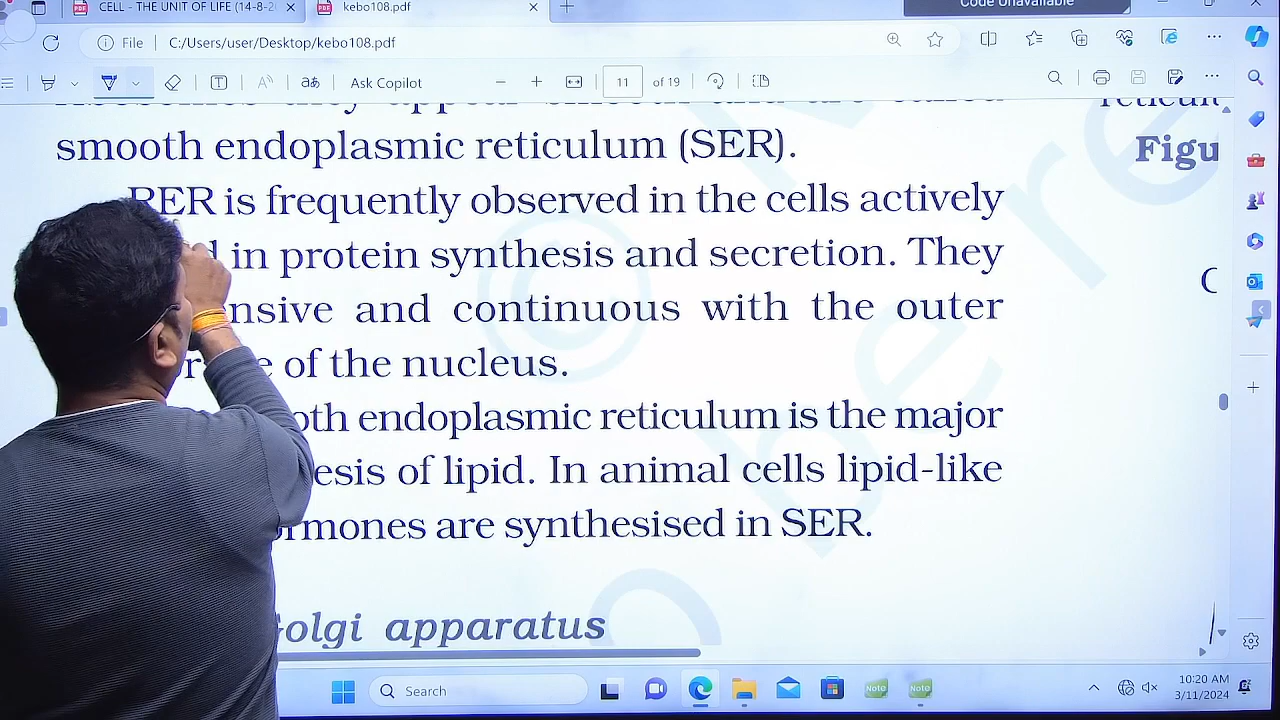 CELL - THE UNIT OF LIFE (14-8-2
kebo108.pdf
Code Unavailable
File
C:/Users/user/Desktop/kebo108.pdf
Ask Copilot
11
of 19
smooth endoplasmic reticulum (SER).
Figu
RER is frequently observed in the cells actively
in protein synthesis and secretion. They
nsive and continuous with the outer
of the nucleus.
oth endoplasmic reticulum is the major
esis of lipid. In animal cells lipid-like
rmones are synthesised in SER.
olgi apparatus
Search
Note
Note
10:20 AM
3/11/2024